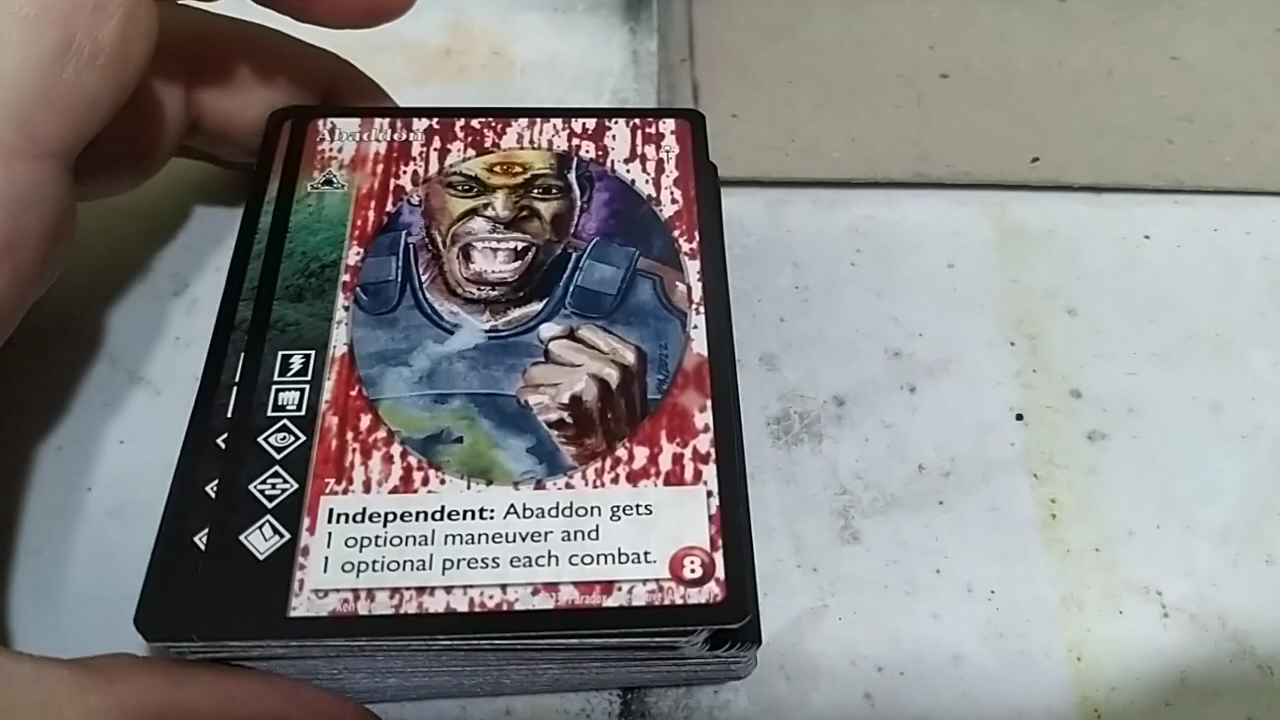 Abaddon
7
Independent: Abaddon gets
1 optional maneuver and
1 optional press each combat.
8